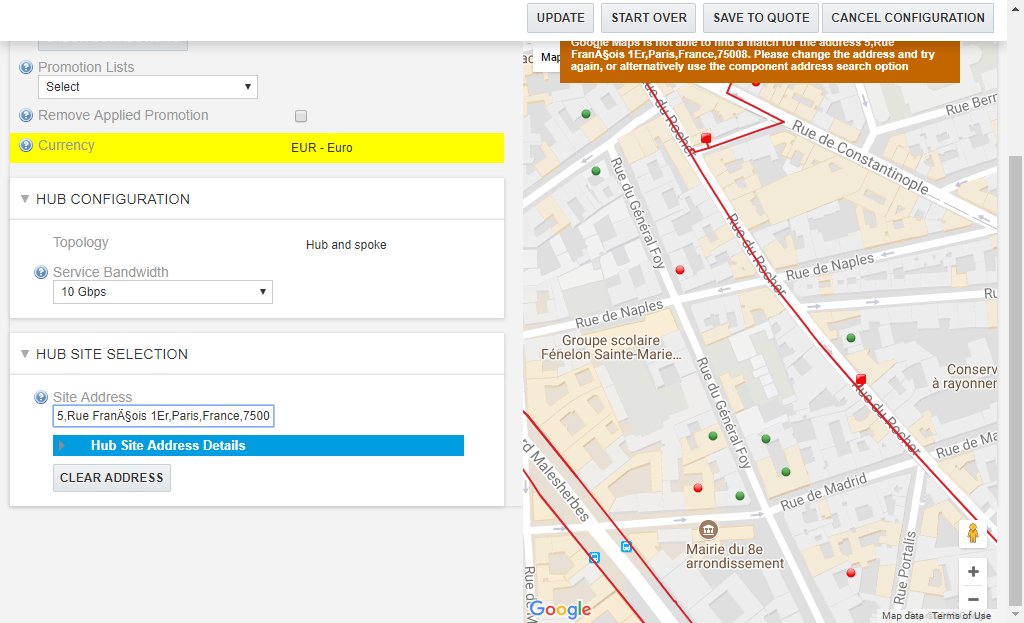 UPDATE
START OVER
SAVE TO QUOTE
CANCEL CONFIGURATION
Promotion Lists
Select
Remove Applied Promotion
Currency
EUR - Euro
HUB CONFIGURATION
Topology
Hub and spoke
Service Bandwidth
10 Gbps
HUB SITE SELECTION
Site Address
5,Rue FranÄ§ois 1Er,Paris,France,7500
Hub Site Address Details
CLEAR ADDRESS
Map
Google Maps is not able to find a match for the address 5,Rue
FranÄ§ois 1Er,Paris,France,75008. Please change the address and try
again, or alternatively use the component address search option
Rue du Rocher
Rue Bern
Rue de Constantinople
Rue du Général Foy
Rue du Rocher
Rue de Naples
Rue de Naples
Ru
Groupe scolaire
Fénelon Sainte-Marie...
Conserv
à rayonner
Rue du Général Foy
Rue du Rocher
Rue de Ma
rd Malesherbes
Rue de Madrid
Mairie du 8e
arrondissement
Rue Portalis
Rue de M
Google
Map data
Terms of Use